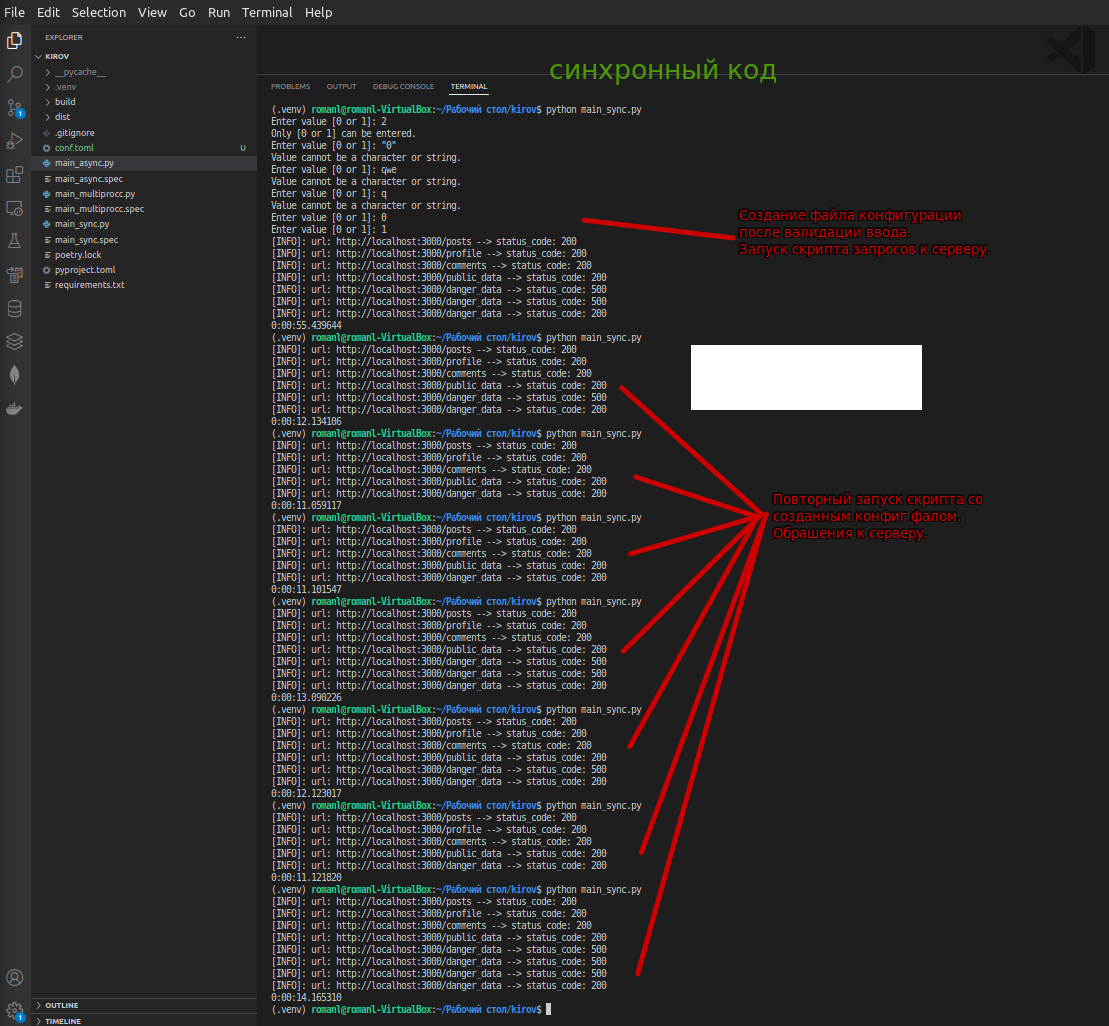 File Edit Selection View Go Run Terminal Help
EXPLORER
KIROV
__pycache__
.venv
build
dist
.gitignore
conf.toml U
main_async.py
main_async.spec
main_multiprocc.py
main_multiprocc.spec
main_sync.py
main_sync.spec
poetry.lock
pyproject.toml
requirements.txt
OUTLINE
TIMELINE
1
1
синхронный код
PROBLEMS OUTPUT DEBUG CONSOLE TERMINAL
(.venv) romanl@romanl-VirtualBox:~/Рабочий стол/kirov$ python main_sync.py
Enter value [0 or 1]: 2
Only [0 or 1] can be entered.
Enter value [0 or 1]: "0"
Value cannot be a character or string.
Enter value [0 or 1]: qwe
Value cannot be a character or string.
Enter value [0 or 1]: q
Value cannot be a character or string.
Enter value [0 or 1]: 0
Enter value [0 or 1]: 1
[INFO]: url: http://localhost:3000/posts --> status_code: 200
[INFO]: url: http://localhost:3000/profile --> status_code: 200
[INFO]: url: http://localhost:3000/comments --> status_code: 200
[INFO]: url: http://localhost:3000/public_data --> status_code: 200
[INFO]: url: http://localhost:3000/danger_data --> status_code: 500
[INFO]: url: http://localhost:3000/danger_data --> status_code: 500
[INFO]: url: http://localhost:3000/danger_data --> status_code: 200
0:00:55.439644
(.venv) romanl@romanl-VirtualBox:~/Рабочий стол/kirov$ python main_sync.py
[INFO]: url: http://localhost:3000/posts --> status_code: 200
[INFO]: url: http://localhost:3000/profile --> status_code: 200
[INFO]: url: http://localhost:3000/comments --> status_code: 200
[INFO]: url: http://localhost:3000/public_data --> status_code: 200
[INFO]: url: http://localhost:3000/danger_data --> status_code: 500
[INFO]: url: http://localhost:3000/danger_data --> status_code: 200
0:00:12.134106
(.venv) romanl@romanl-VirtualBox:~/Рабочий стол/kirov$ python main_sync.py
[INFO]: url: http://localhost:3000/posts --> status_code: 200
[INFO]: url: http://localhost:3000/profile --> status_code: 200
[INFO]: url: http://localhost:3000/comments --> status_code: 200
[INFO]: url: http://localhost:3000/public_data --> status_code: 200
[INFO]: url: http://localhost:3000/danger_data --> status_code: 200
0:00:11.059117
(.venv) romanl@romanl-VirtualBox:~/Рабочий стол/kirov$ python main_sync.py
[INFO]: url: http://localhost:3000/posts --> status_code: 200
[INFO]: url: http://localhost:3000/profile --> status_code: 200
[INFO]: url: http://localhost:3000/comments --> status_code: 200
[INFO]: url: http://localhost:3000/public_data --> status_code: 200
[INFO]: url: http://localhost:3000/danger_data --> status_code: 200
0:00:11.101547
(.venv) romanl@romanl-VirtualBox:~/Рабочий стол/kirov$ python main_sync.py
[INFO]: url: http://localhost:3000/posts --> status_code: 200
[INFO]: url: http://localhost:3000/profile --> status_code: 200
[INFO]: url: http://localhost:3000/comments --> status_code: 200
[INFO]: url: http://localhost:3000/public_data --> status_code: 200
[INFO]: url: http://localhost:3000/danger_data --> status_code: 500
[INFO]: url: http://localhost:3000/danger_data --> status_code: 500
[INFO]: url: http://localhost:3000/danger_data --> status_code: 200
0:00:13.090226
(.venv) romanl@romanl-VirtualBox:~/Рабочий стол/kirov$ python main_sync.py
[INFO]: url: http://localhost:3000/posts --> status_code: 200
[INFO]: url: http://localhost:3000/profile --> status_code: 200
[INFO]: url: http://localhost:3000/comments --> status_code: 200
[INFO]: url: http://localhost:3000/public_data --> status_code: 200
[INFO]: url: http://localhost:3000/danger_data --> status_code: 500
[INFO]: url: http://localhost:3000/danger_data --> status_code: 200
0:00:12.123017
(.venv) romanl@romanl-VirtualBox:~/Рабочий стол/kirov$ python main_sync.py
[INFO]: url: http://localhost:3000/posts --> status_code: 200
[INFO]: url: http://localhost:3000/profile --> status_code: 200
[INFO]: url: http://localhost:3000/comments --> status_code: 200
[INFO]: url: http://localhost:3000/public_data --> status_code: 200
[INFO]: url: http://localhost:3000/danger_data --> status_code: 200
0:00:11.121820
(.venv) romanl@romanl-VirtualBox:~/Рабочий стол/kirov$ python main_sync.py
[INFO]: url: http://localhost:3000/posts --> status_code: 200
[INFO]: url: http://localhost:3000/profile --> status_code: 200
[INFO]: url: http://localhost:3000/comments --> status_code: 200
[INFO]: url: http://localhost:3000/public_data --> status_code: 200
[INFO]: url: http://localhost:3000/danger_data --> status_code: 500
[INFO]: url: http://localhost:3000/danger_data --> status_code: 500
[INFO]: url: http://localhost:3000/danger_data --> status_code: 500
[INFO]: url: http://localhost:3000/danger_data --> status_code: 200
0:00:14.165310
(.venv) romanl@romanl-VirtualBox:~/Рабочий стол/kirov$
Создание файла конфигурации
после валидации ввода.
Запуск скрипта запросов к серверу.
Повторный запуск скрипта со
созданным конфиг фалом.
Обрашения к серверу.